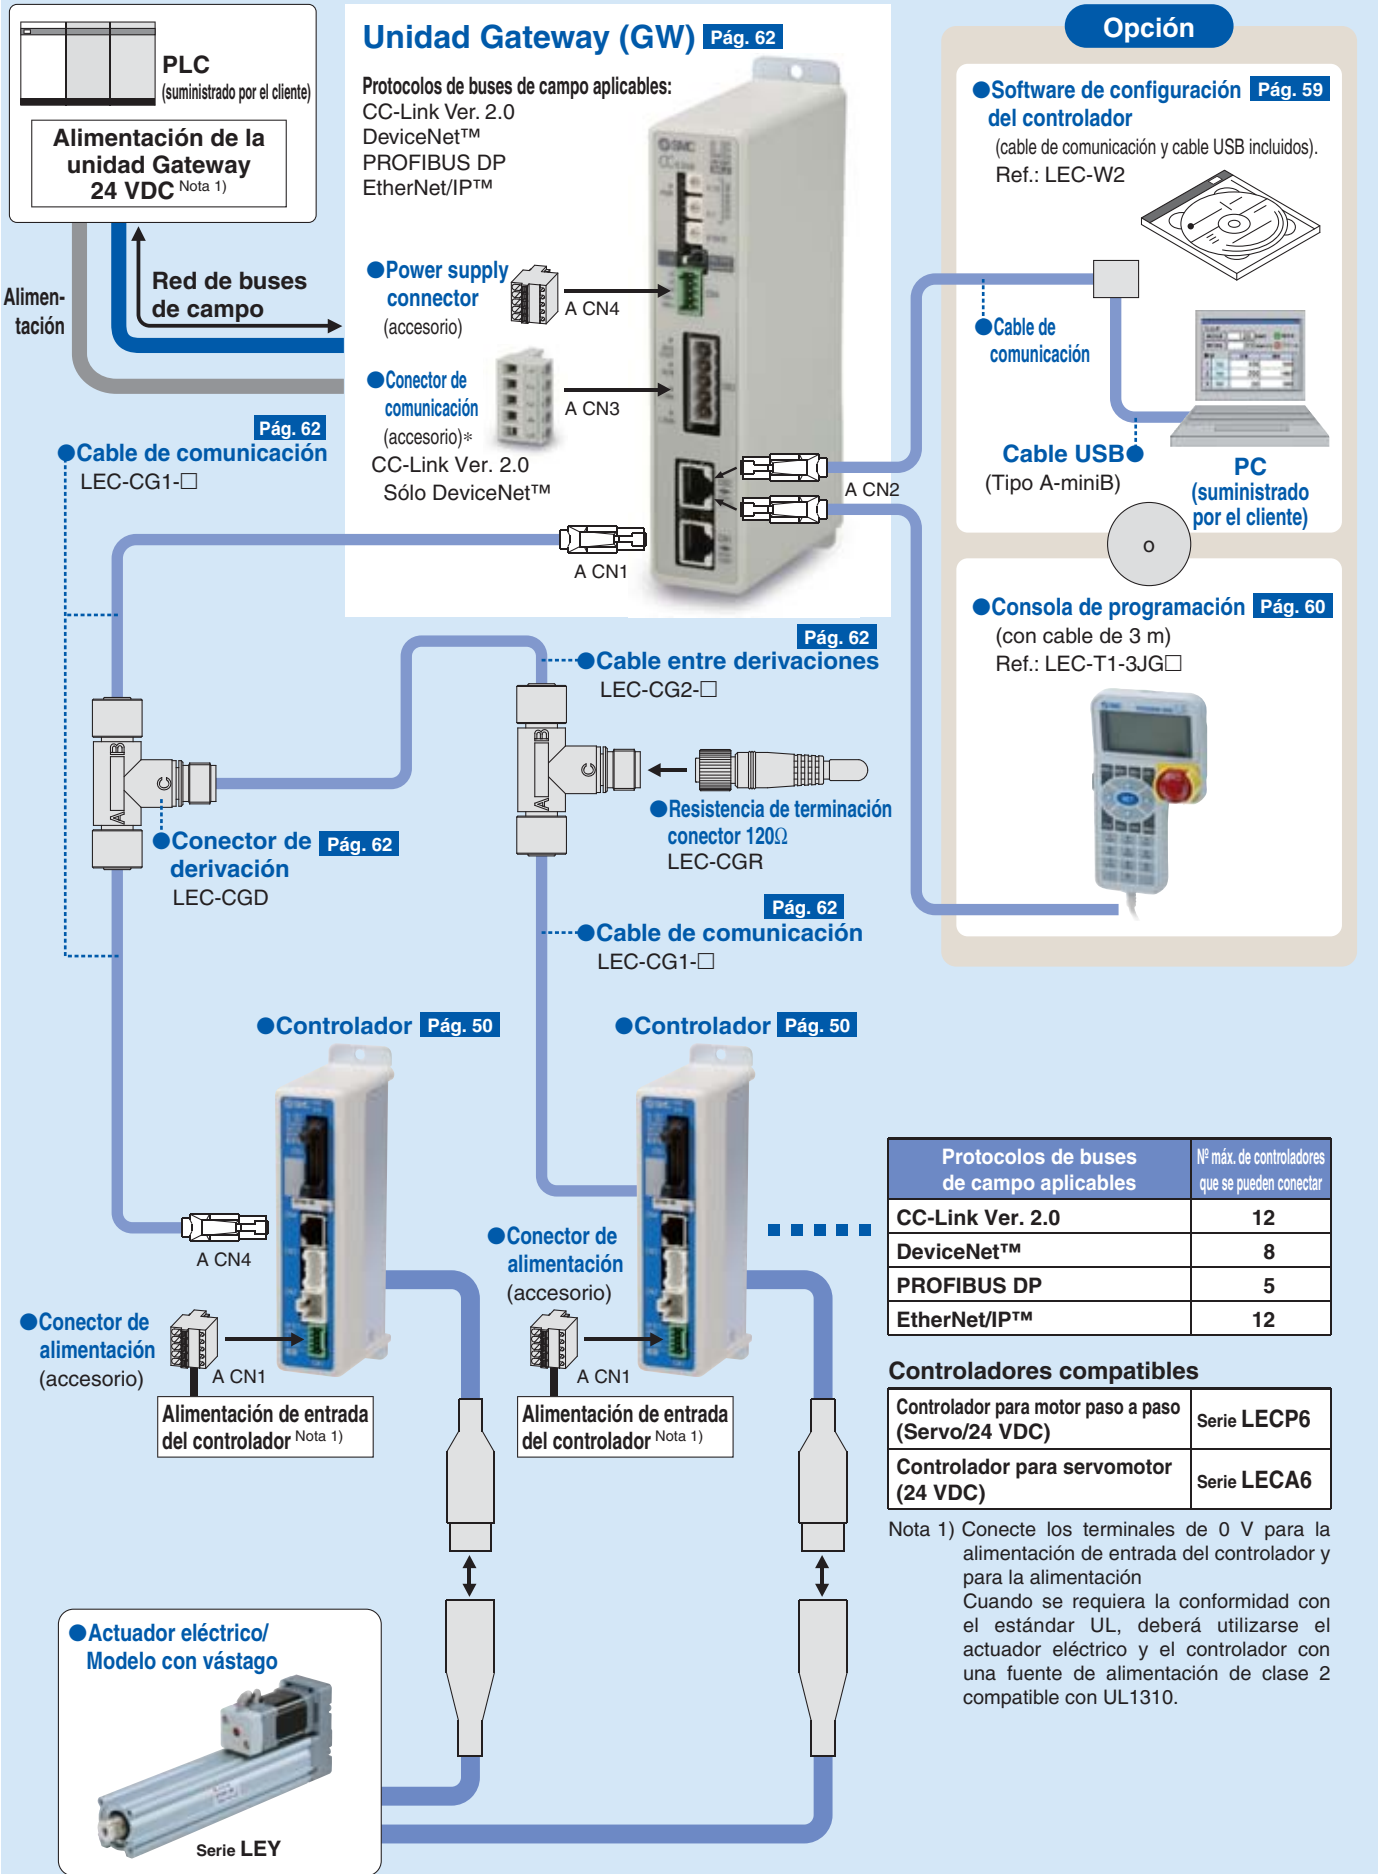 PLC
(suministrado por el cliente)
Alimentación de la
unidad Gateway
24 VDC Nota 1)
Alimen-
tación
Red de buses
de campo
Unidad Gateway (GW) Pág. 62
Protocolos de buses de campo aplicables:
CC-Link Ver. 2.0
DeviceNet™
PROFIBUS DP
EtherNet/IP™
●Power supply
connector
(accesorio)
A CN4
●Conector de
comunicación
(accesorio)*
CC-Link Ver. 2.0
Sólo DeviceNet™
A CN3
A CN2
A CN1
Opción
●Software de configuración Pág. 59
del controlador
(cable de comunicación y cable USB incluidos).
Ref.: LEC-W2
●Cable de
comunicación
Cable USB●
(Tipo A-miniB)
PC
(suministrado
por el cliente)
o
●Consola de programación Pág. 60
(con cable de 3 m)
Ref.: LEC-T1-3JG□
Pág. 62
●Cable de comunicación
LEC-CG1-□
Pág. 62
●Cable entre derivaciones
LEC-CG2-□
A B C
A B C
●Conector de Pág. 62
derivación
LEC-CGD
●Resistencia de terminación
conector 120Ω
LEC-CGR
Pág. 62
●Cable de comunicación
LEC-CG1-□
●Controlador Pág. 50
●Controlador Pág. 50
A CN4
●Conector de
alimentación
(accesorio)
A CN1
Alimentación de entrada
del controlador Nota 1)
●Conector de
alimentación
(accesorio)
A CN1
Alimentación de entrada
del controlador Nota 1)
Protocolos de buses
de campo aplicables
Nº máx. de controladores
que se pueden conectar
CC-Link Ver. 2.0 12
DeviceNet™ 8
PROFIBUS DP 5
EtherNet/IP™ 12
Controladores compatibles
Controlador para motor paso a paso
(Servo/24 VDC)
Serie LECP6
Controlador para servomotor
(24 VDC)
Serie LECA6
Nota 1) Conecte los terminales de 0 V para la
alimentación de entrada del controlador y
para la alimentación
Cuando se requiera la conformidad con
el estándar UL, deberá utilizarse el
actuador eléctrico y el controlador con
una fuente de alimentación de clase 2
compatible con UL1310.
●Actuador eléctrico/
Modelo con vástago
Serie LEY